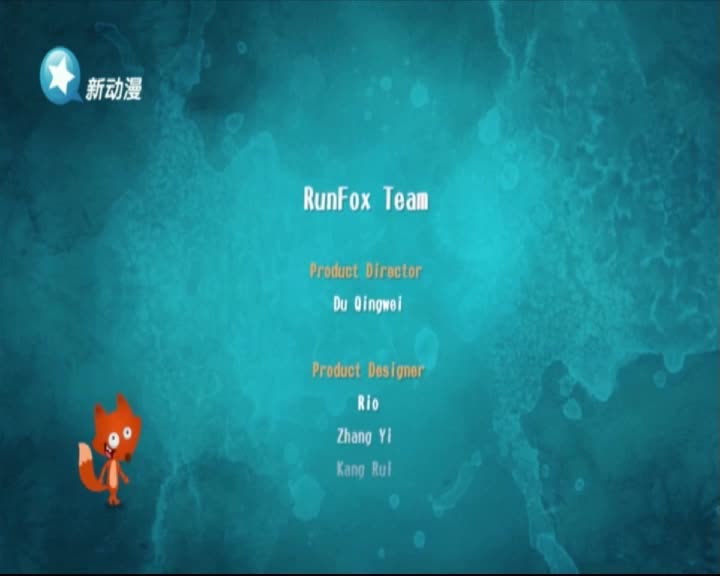 新动漫
RunFox Team
Product Director
Du Qingwei
Product Designer
Rio
Zhang Yi
Kang Rui